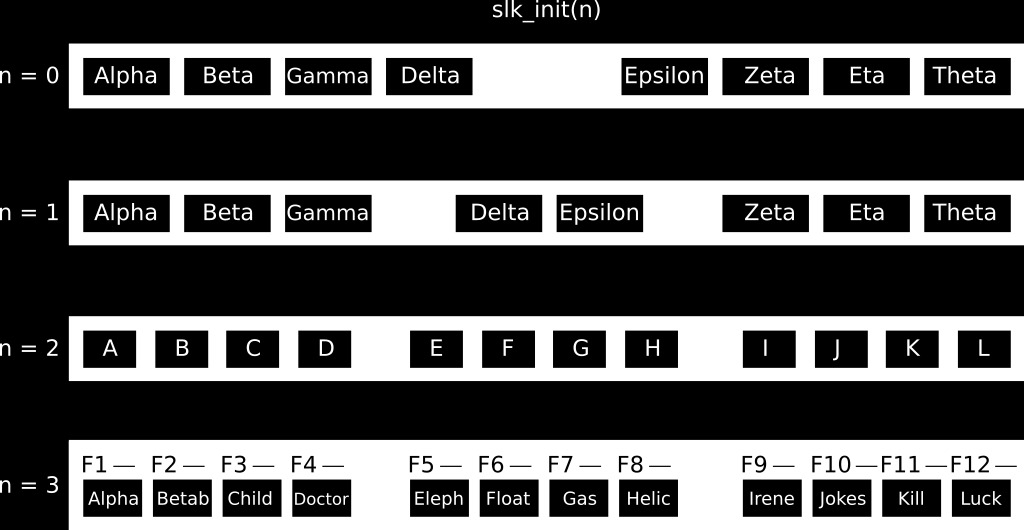 slk_init(n)
n = 0 Alpha Beta Gamma Delta Epsilon Zeta Eta Theta
n = 1 Alpha Beta Gamma Delta Epsilon Zeta Eta Theta
n = 2 A B C D E F G H I J K L
F1 — F2 — F3 — F4 — F5 — F6 — F7 — F8 — F9 — F10 — F11 — F12 —
n = 3 Alpha Betab Child Doctor Eleph Float Gas Helic Irene Jokes Kill Luck